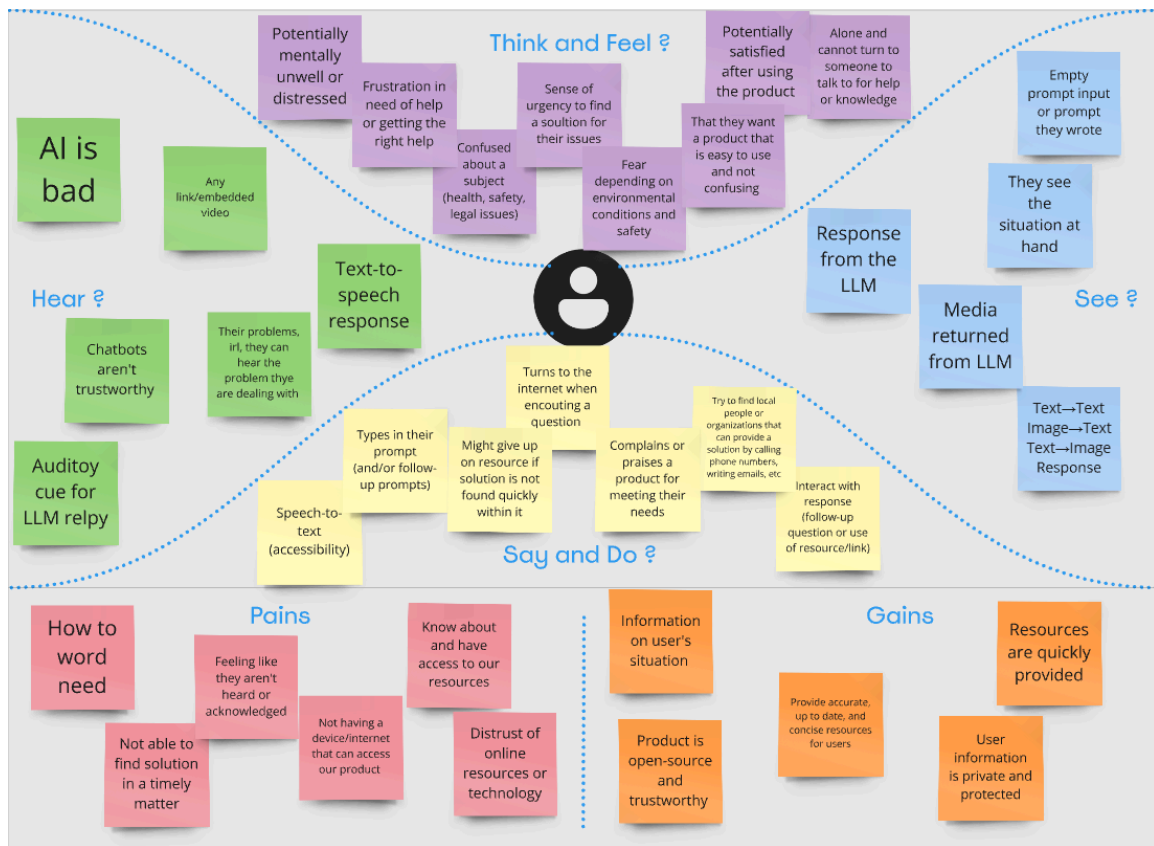 Think and Feel ?
Potentially
mentally
unwell or
distressed
Frustration in
need of help
or getting the
right help
Confused
about a
subject
(health, safety,
legal issues)
Sense of
urgency to find
a soultion for
their issues
Fear
depending on
environmental
conditions and
safety
That they want
a product that
is easy to use
and not
confusing
Potentially
satisfied
after using
the product
Alone and
cannot turn to
someone to
talk to for help
or knowledge
Hear ?
AI is
bad
Any
link/embedded
video
Text-to-
speech
response
Chatbots
aren't
trustworthy
Their problems,
irl, they can
hear the
problem thye
are dealing with
Auditoy
cue for
LLM relpy
See ?
Empty
prompt input
or prompt
they wrote
They see
the
situation at
hand
Response
from the
LLM
Media
returned
from LLM
Text→Text
Image→Text
Text→Image
Response
Say and Do ?
Turns to the
internet when
encouting a
question
Types in their
prompt
(and/or follow-
up prompts)
Speech-to-
text
(accessibility)
Might give up
on resource if
solution is not
found quickly
within it
Complains or
praises a
product for
meeting their
needs
Try to find local
people or
organizations that
can provide a
solution by calling
phone numbers,
writing emails, etc
Interact with
response
(follow-up
question or use
of resource/link)
Pains
How to
word
need
Not able to
find solution
in a timely
matter
Feeling like
they aren't
heard or
acknowledged
Not having a
device/internet
that can access
our product
Know about
and have
access to our
resources
Distrust of
online
resources or
technology
Gains
Information
on user's
situation
Product is
open-source
and
trustworthy
Provide accurate,
up to date, and
concise resources
for users
Resources
are quickly
provided
User
information
is private and
protected